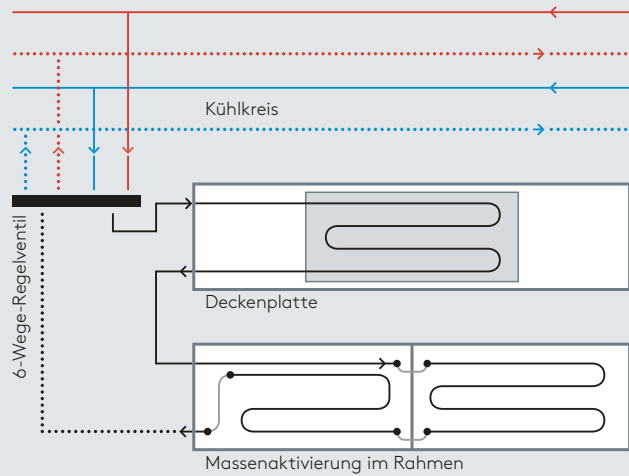 Kühlkreis
6-Wege-Regelventil
Deckenplatte
Massenaktivierung im Rahmen